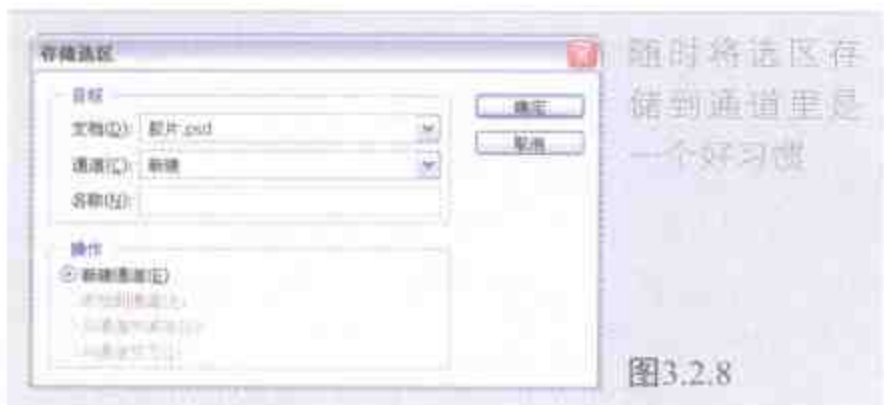 存储选区
目标
文档(D): 胶片.psd
通道(C): 新建
名称(N):
操作
新建通道(E)
确定
取消
随时将选区存
储到通道里是
一个好习惯
图3.2.8